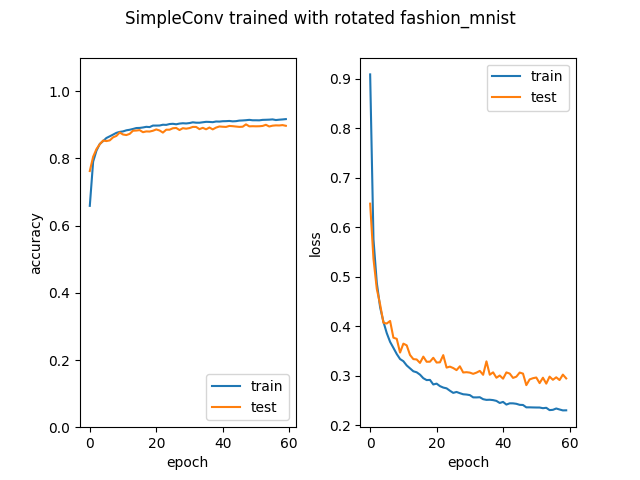 SimpleConv trained with rotated fashion_mnist
1.0
0.8
0.6
0.4
0.2
0.0
accuracy
0
20
40
60
epoch
train
test
0.9
0.8
0.7
0.6
0.5
0.4
0.3
0.2
loss
0
20
40
60
epoch
train
test